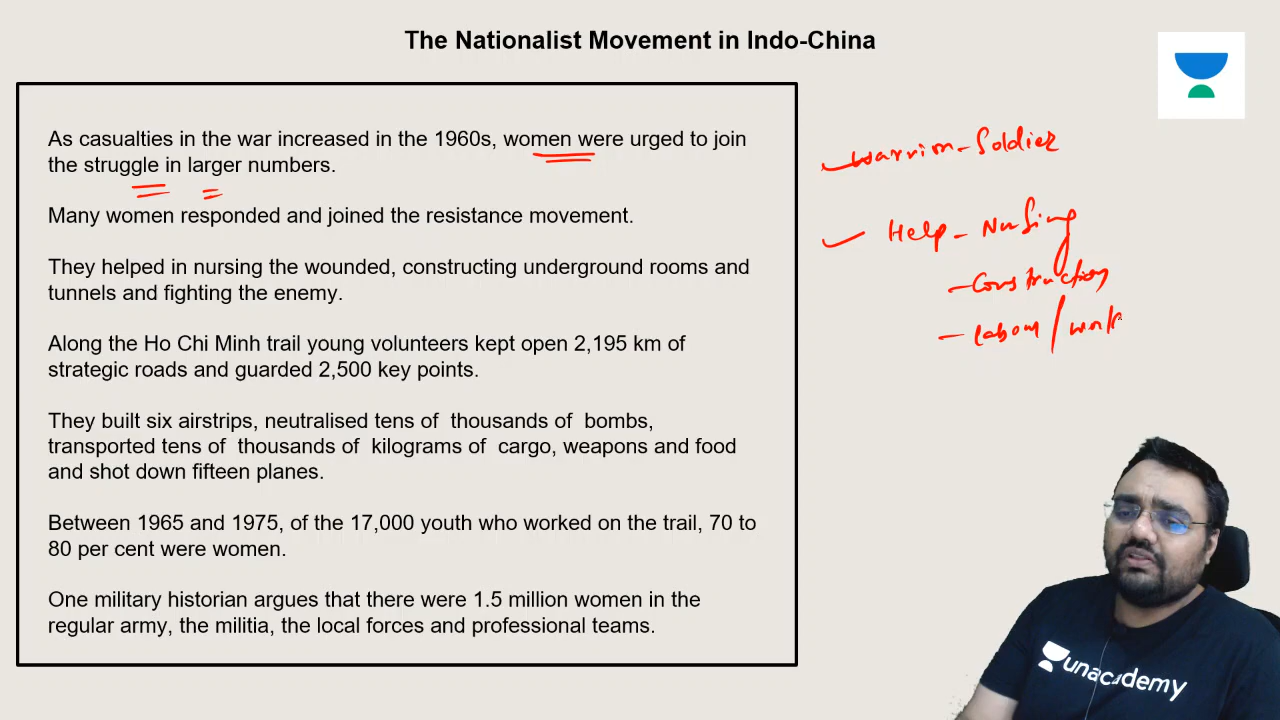 The Nationalist Movement in Indo-China
As casualties in the war increased in the 1960s, women were urged to join
the struggle in larger numbers.
Many women responded and joined the resistance movement.
They helped in nursing the wounded, constructing underground rooms and
tunnels and fighting the enemy.
Along the Ho Chi Minh trail young volunteers kept open 2,195 km of
strategic roads and guarded 2,500 key points.
They built six airstrips, neutralised tens of thousands of bombs,
transported tens of thousands of kilograms of cargo, weapons and food
and shot down fifteen planes.
Between 1965 and 1975, of the 17,000 youth who worked on the trail, 70 to
80 per cent were women.
One military historian argues that there were 1.5 million women in the
regular army, the militia, the local forces and professional teams.
Warrior - Soldier
Help - Nursing
- Construction
- labour / work
unacademy